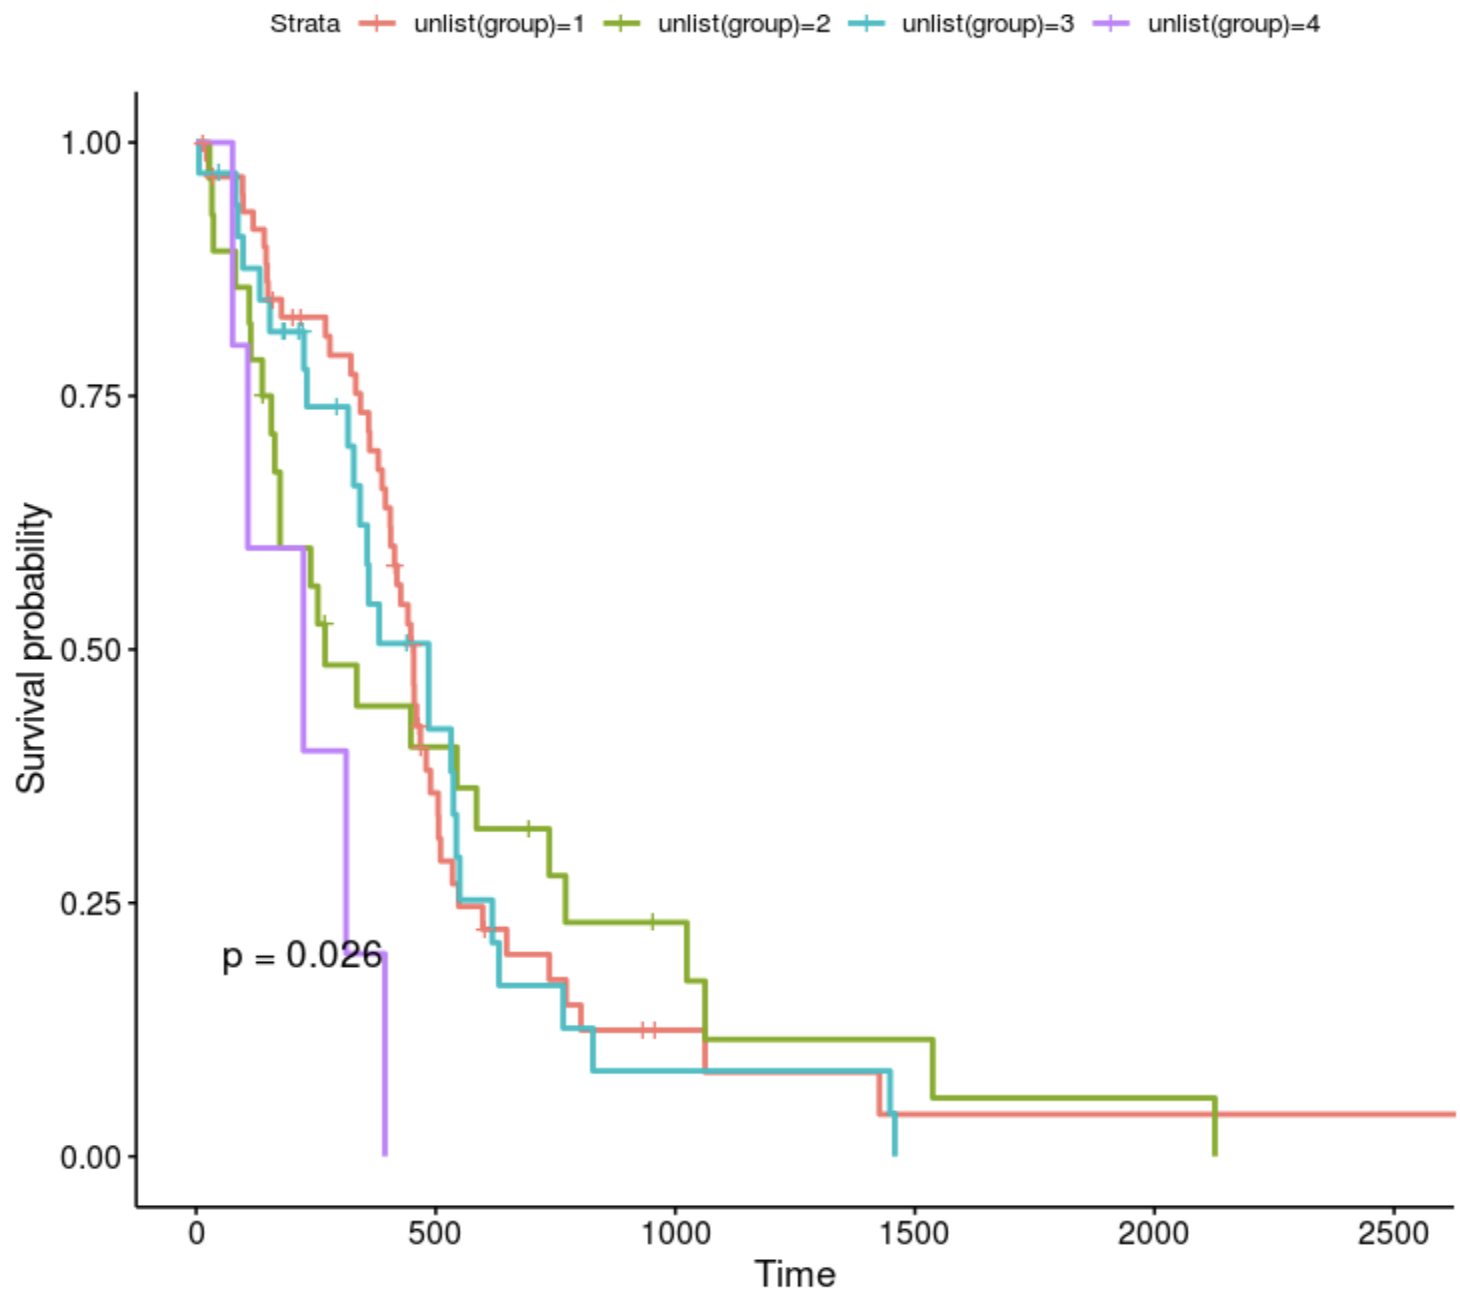 Strata unlist(group)=1 unlist(group)=2 unlist(group)=3 unlist(group)=4
Survival probability
1.00
0.75
0.50
0.25
0.00
p = 0.026
0 500 1000 1500 2000 2500
Time